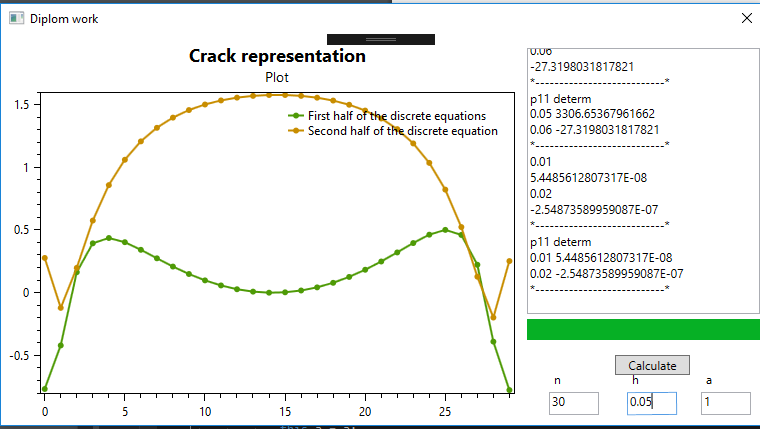 Diplom work
Crack representation
Plot
First half of the discrete equations
Second half of the discrete equation
1.5
1
0.5
0
-0.5
0
5
10
15
20
25
0.06
-27.3198031817821
*----------------------------*
p11 determ
0.05 3306.65367961662
0.06 -27.3198031817821
*----------------------------*
0.01
5.4485612807317E-08
0.02
-2.54873589959087E-07
*----------------------------*
p11 determ
0.01 5.4485612807317E-08
0.02 -2.54873589959087E-07
*----------------------------*
Calculate
n h a
30 0.05 1